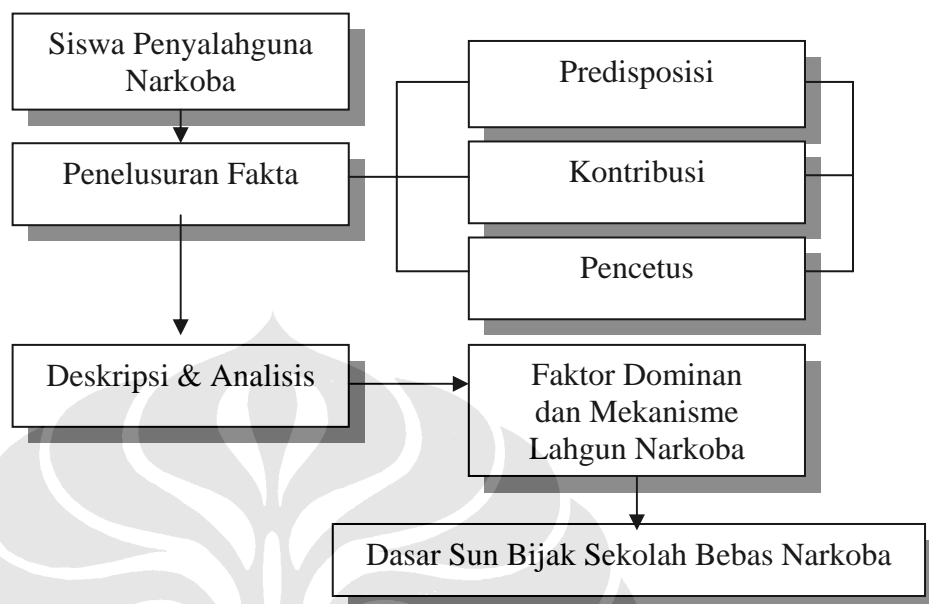 Siswa Penyalahguna
Narkoba
Predisposisi
Penelusuran Fakta
Kontribusi
Pencetus
Deskripsi & Analisis
Faktor Dominan
dan Mekanisme
Lahgun Narkoba
Dasar Sun Bijak Sekolah Bebas Narkoba